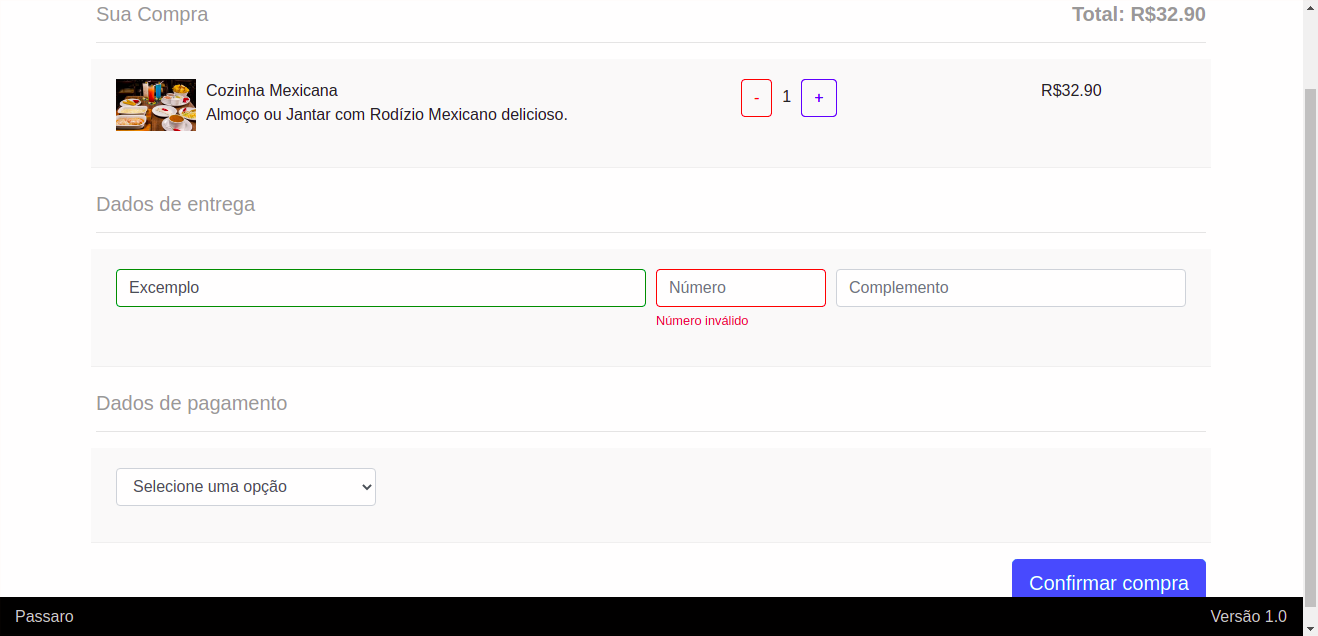 Sua Compra
Total: R$32.90
Cozinha Mexicana
Almoço ou Jantar com Rodízio Mexicano delicioso.
- 1 +
R$32.90
Dados de entrega
Excemplo
Número
Complemento
Número inválido
Dados de pagamento
Selecione uma opção
Confirmar compra
Passaro
Versão 1.0